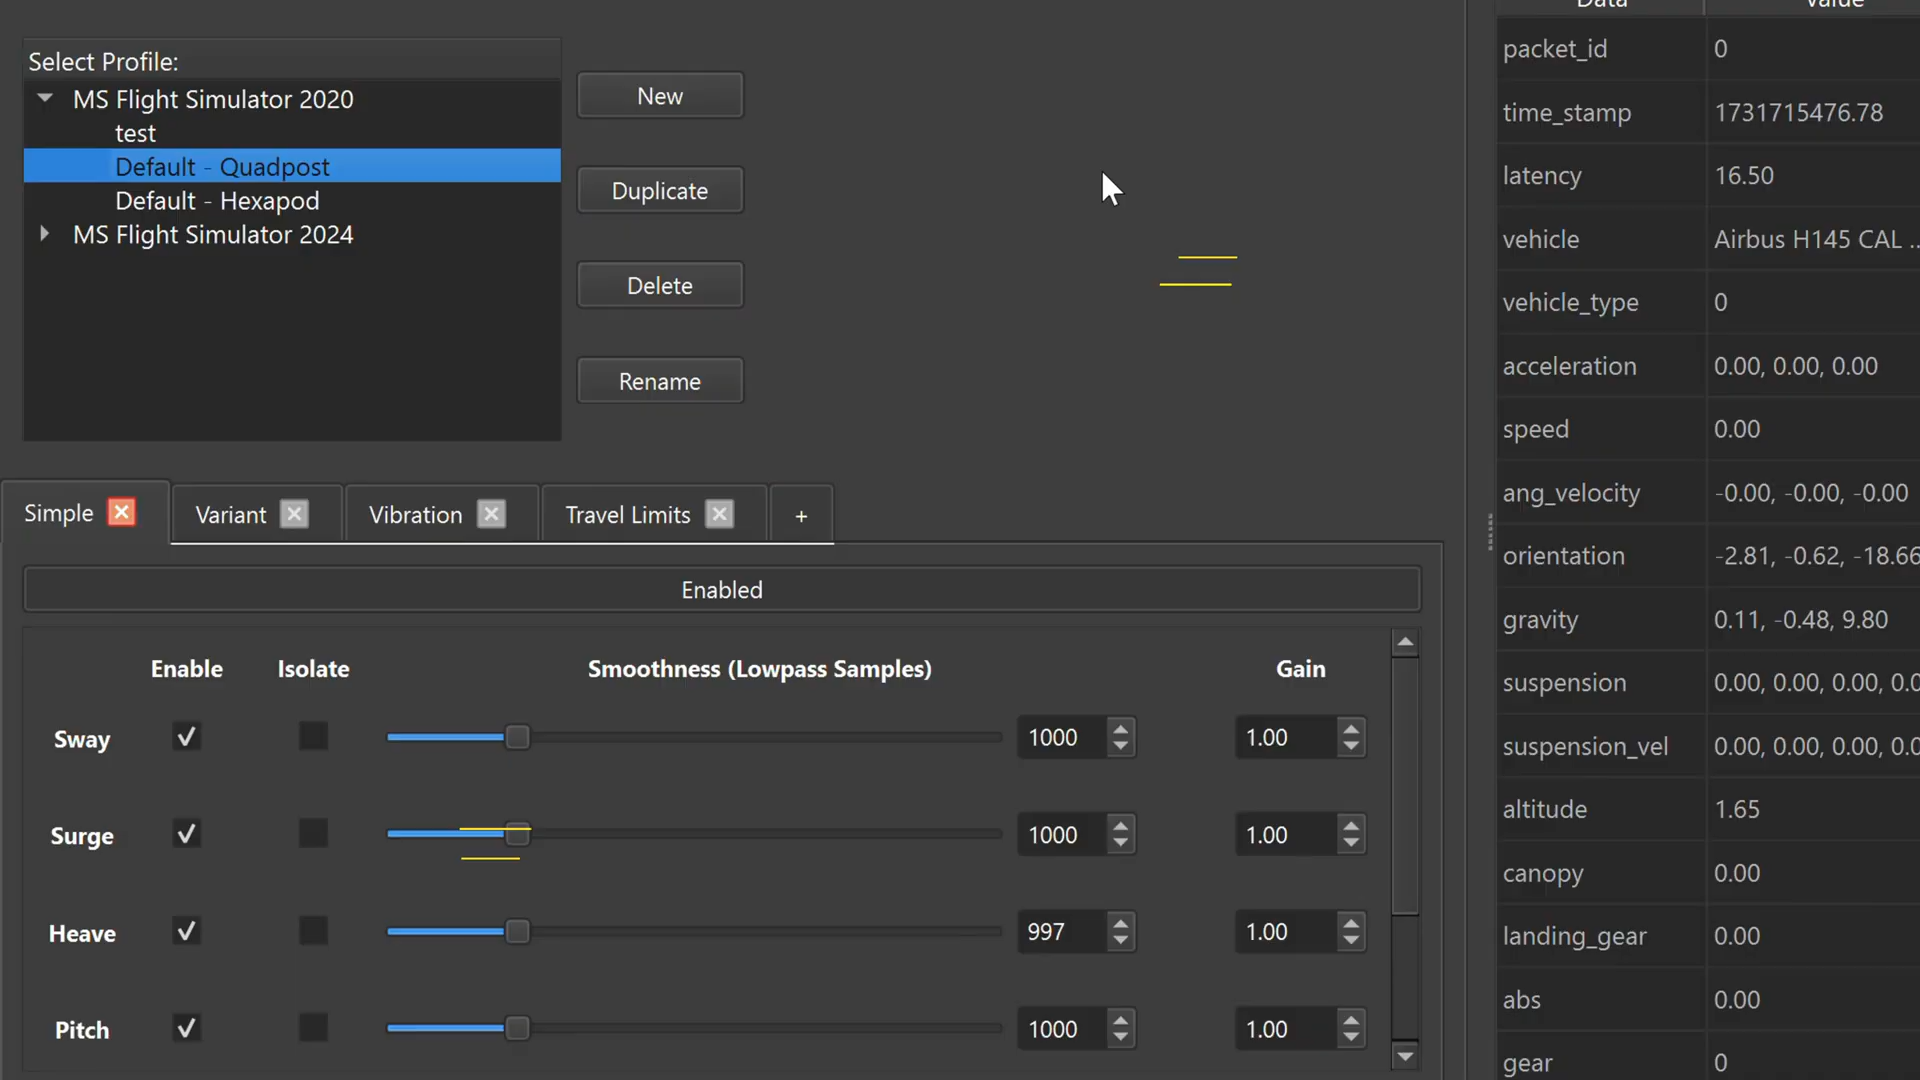 Select Profile:
MS Flight Simulator 2020
test
Default - Quadpost
Default - Hexapod
MS Flight Simulator 2024
New
Duplicate
Delete
Rename
Simple
Variant
Vibration
Travel Limits
+
Enabled
Enable Isolate Smoothness (Lowpass Samples) Gain
Sway 1000 1.00
Surge 1000 1.00
Heave 997 1.00
Pitch 1000 1.00
Data Value
packet_id 0
time_stamp 1731715476.78
latency 16.50
vehicle Airbus H145 CAL ..
vehicle_type 0
acceleration 0.00, 0.00, 0.00
speed 0.00
ang_velocity -0.00, -0.00, -0.00
orientation -2.81, -0.62, -18.66
gravity 0.11, -0.48, 9.80
suspension 0.00, 0.00, 0.00, 0.0
suspension_vel 0.00, 0.00, 0.00, 0.0
altitude 1.65
canopy 0.00
landing_gear 0.00
abs 0.00
gear 0